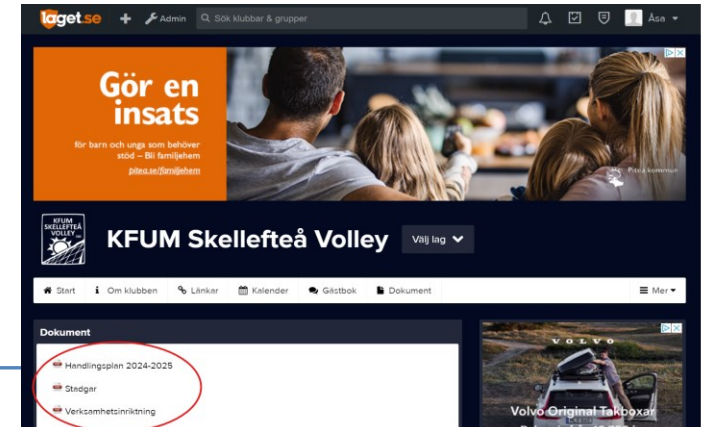 laget.se + Admin Sök klubbar & grupper Åsa
Gör en
insats
för barn och unga som behöver
stöd – Bli familjehem
pitea.se/familjehem
Piteå kommun
KFUM
SKELLEFTEÅ
VOLLEY
KFUM Skellefteå Volley Välj lag
Start Om klubben Länkar Kalender Gästbok Dokument Mer
Dokument
Handlingsplan 2024-2025
Stadgar
Verksamhetsinriktning
VOLVO
Volvo Original Takboxar